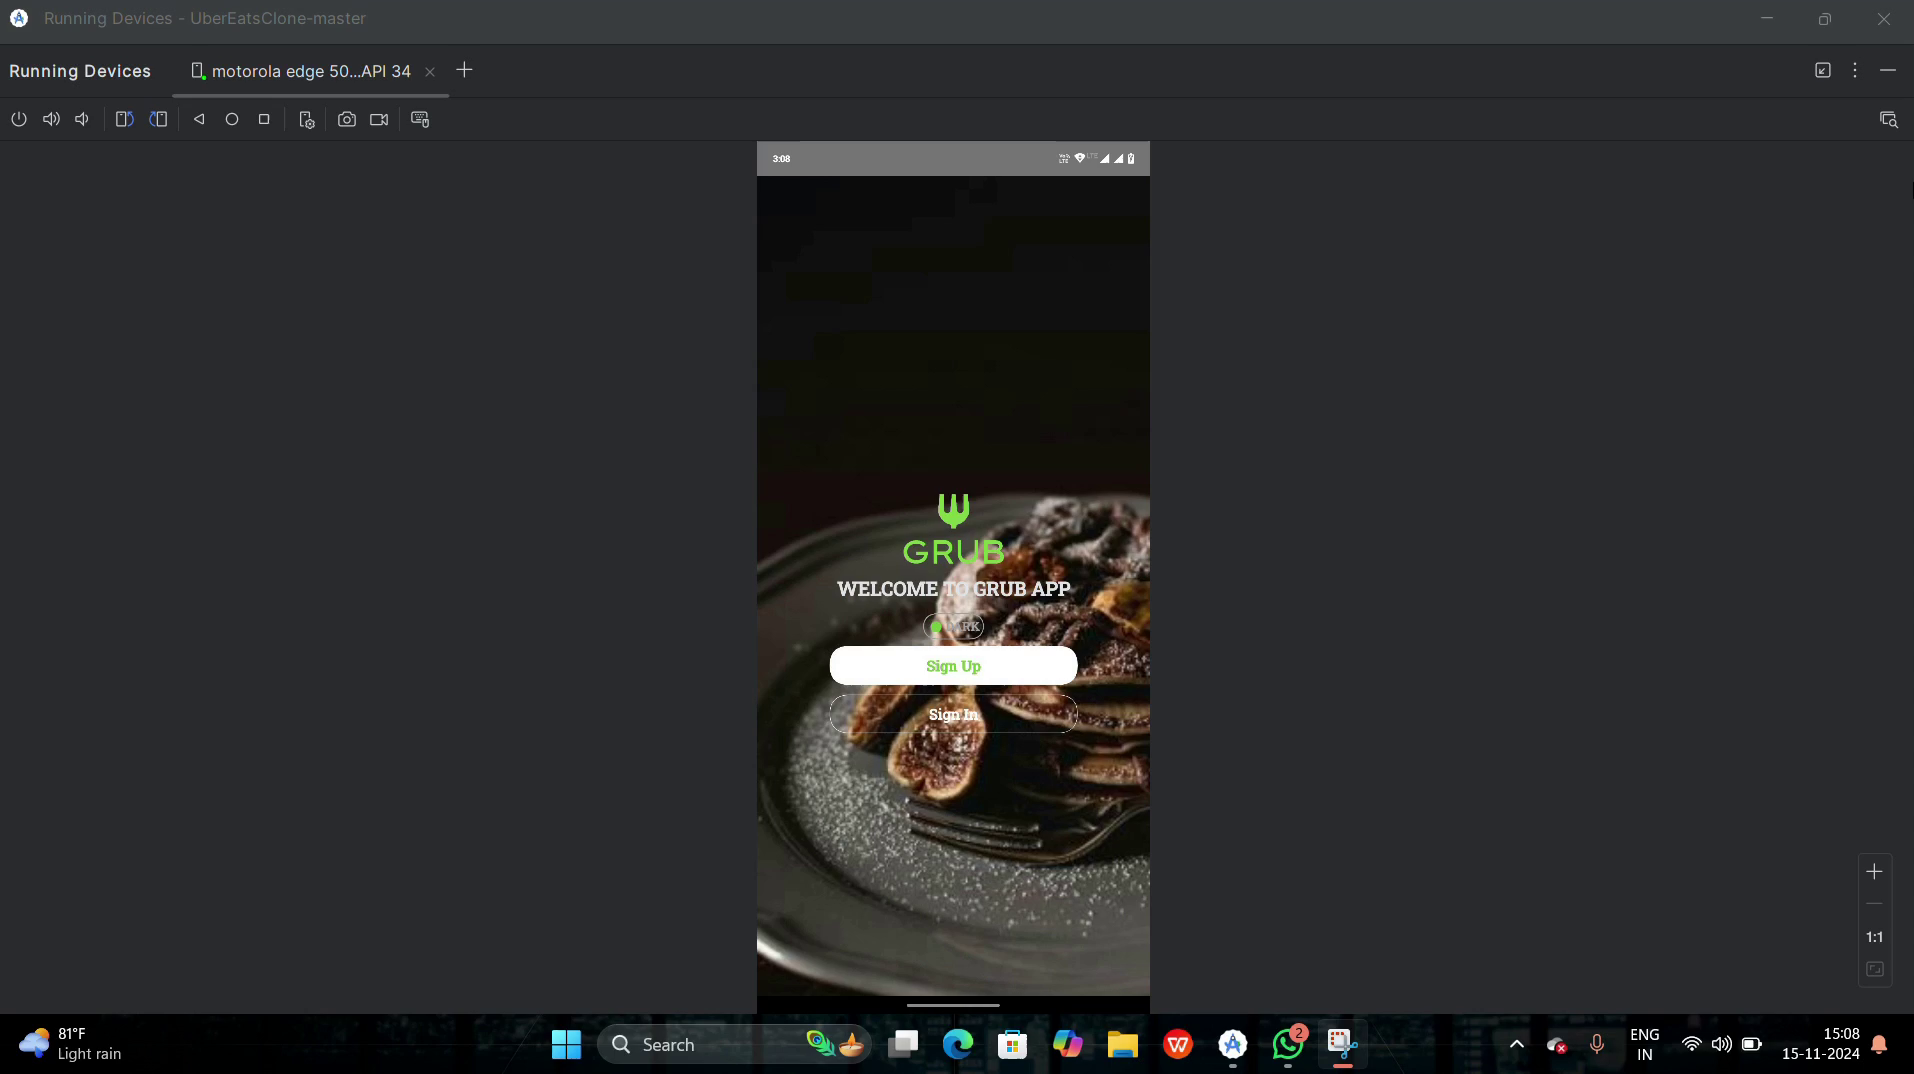 Running Devices - UberEatsClone-master
Running Devices
motorola edge 50...API 34
3:08
GRUB
WELCOME TO GRUB APP
DARK
Sign Up
Sign In
1:1
81°F
Light rain
Search
2
ENG
IN
15:08
15-11-2024